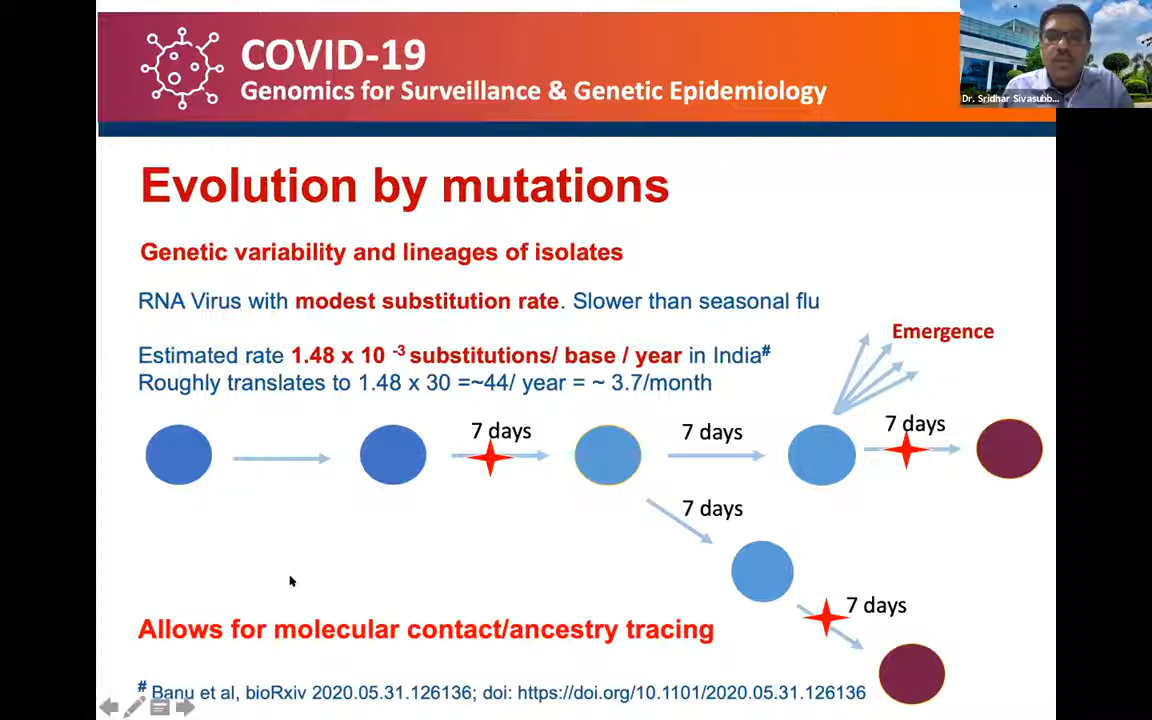 COVID-19
Genomics for Surveillance & Genetic Epidemiology
Dr. Sridhar Sivasubb...
Evolution by mutations
Genetic variability and lineages of isolates
RNA Virus with modest substitution rate. Slower than seasonal flu
Emergence
Estimated rate 1.48 x 10 -3 substitutions/ base / year in India#
Roughly translates to 1.48 x 30 =~44/ year = ~ 3.7/month
7 days
7 days
7 days
7 days
7 days
Allows for molecular contact/ancestry tracing
# Banu et al, bioRxiv 2020.05.31.126136; doi: https://doi.org/10.1101/2020.05.31.126136